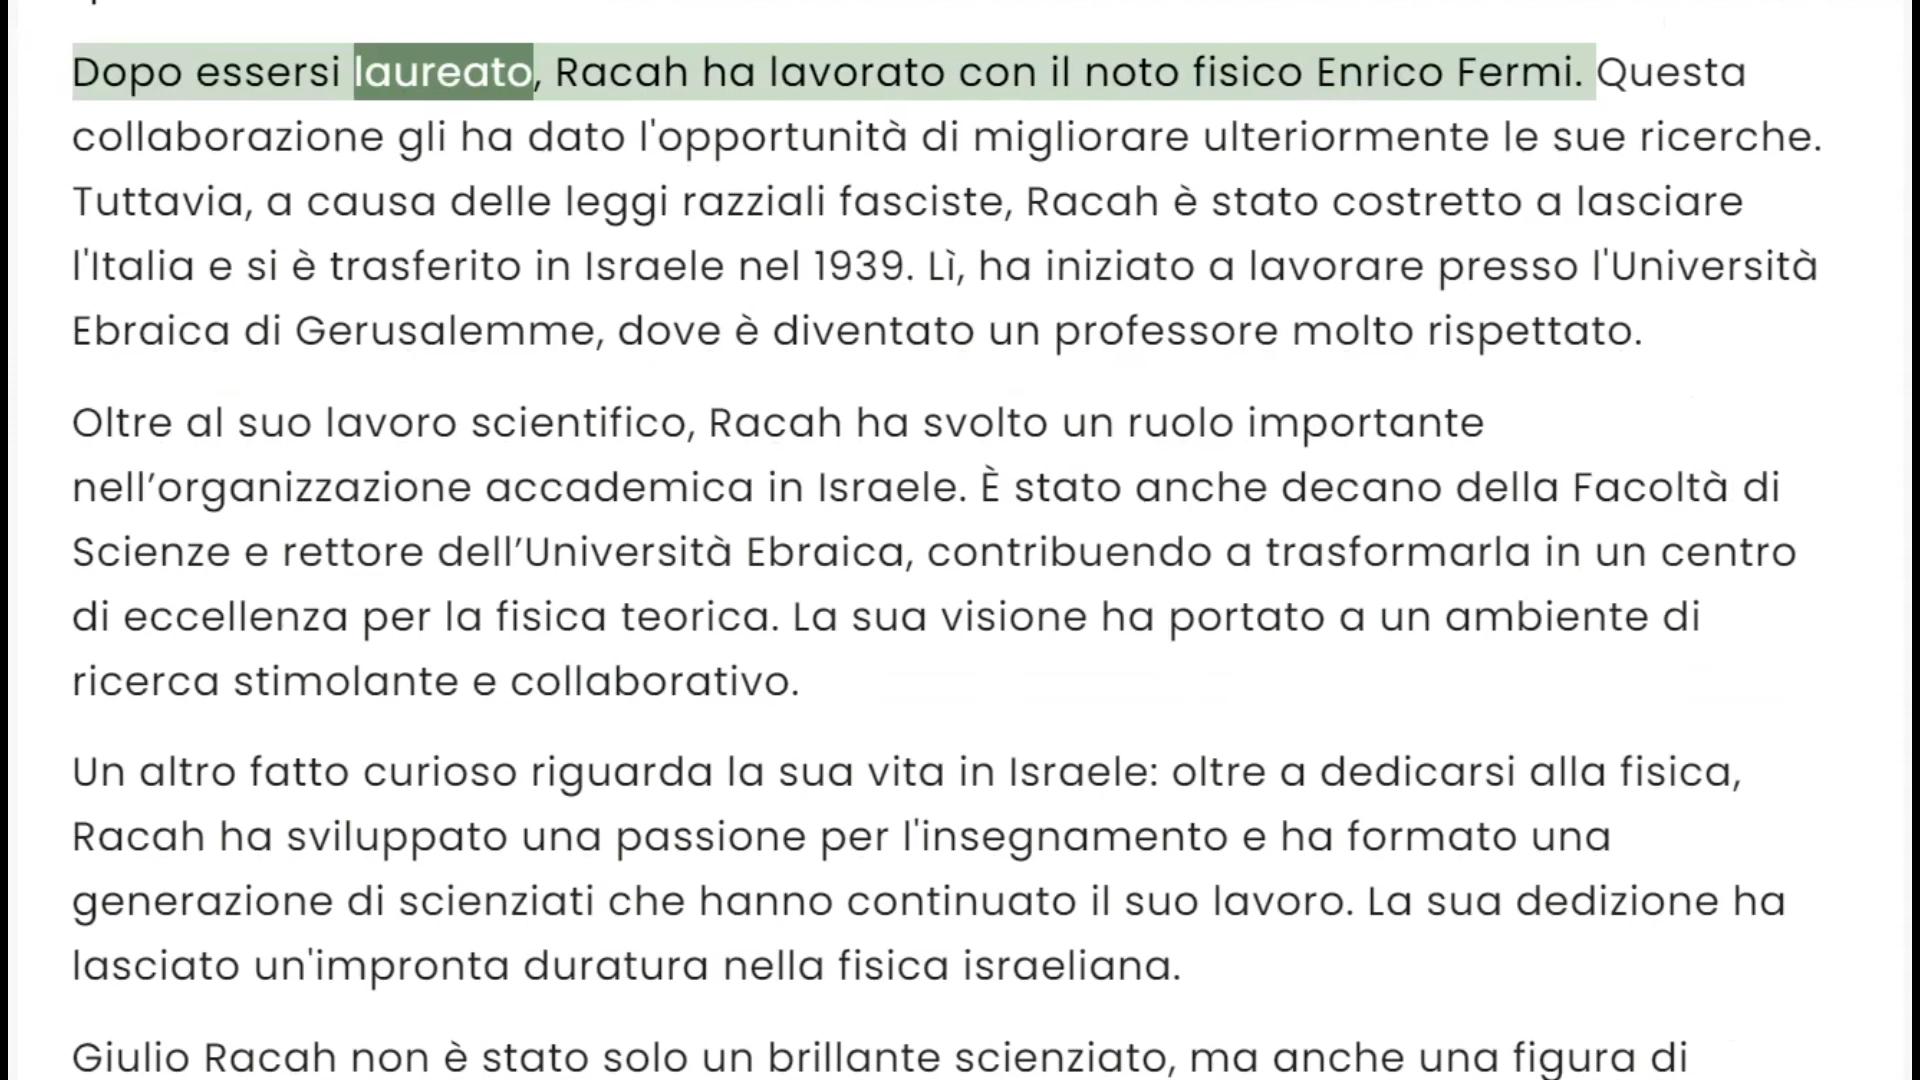 Dopo essersi laureato, Racah ha lavorato con il noto fisico Enrico Fermi. Questa
collaborazione gli ha dato l'opportunità di migliorare ulteriormente le sue ricerche.
Tuttavia, a causa delle leggi razziali fasciste, Racah è stato costretto a lasciare
l'Italia e si è trasferito in Israele nel 1939. Lì, ha iniziato a lavorare presso l'Università
Ebraica di Gerusalemme, dove è diventato un professore molto rispettato.
Oltre al suo lavoro scientifico, Racah ha svolto un ruolo importante
nell’organizzazione accademica in Israele. È stato anche decano della Facoltà di
Scienze e rettore dell’Università Ebraica, contribuendo a trasformarla in un centro
di eccellenza per la fisica teorica. La sua visione ha portato a un ambiente di
ricerca stimolante e collaborativo.
Un altro fatto curioso riguarda la sua vita in Israele: oltre a dedicarsi alla fisica,
Racah ha sviluppato una passione per l'insegnamento e ha formato una
generazione di scienziati che hanno continuato il suo lavoro. La sua dedizione ha
lasciato un'impronta duratura nella fisica israeliana.
Giulio Racah non è stato solo un brillante scienziato, ma anche una figura di